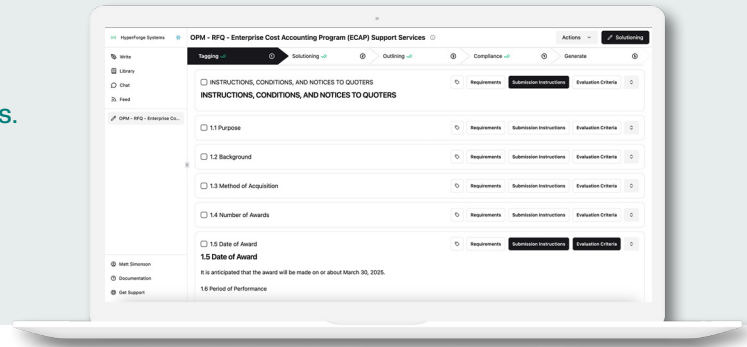 s.
HyperForge Systems
OPM - RFQ - Enterprise Cost Accounting Program (ECAP) Support Services
Actions
Solutioning
Write
Library
Chat
Feed
OPM - RFQ - Enterprise Co...
Tagging
Solutioning
Outlining
Compliance
Generate
INSTRUCTIONS, CONDITIONS, AND NOTICES TO QUOTERS
Requirements Submission Instructions Evaluation Criteria
INSTRUCTIONS, CONDITIONS, AND NOTICES TO QUOTERS
1.1 Purpose
Requirements Submission Instructions Evaluation Criteria
1.2 Background
Requirements Submission Instructions Evaluation Criteria
1.3 Method of Acquisition
Requirements Submission Instructions Evaluation Criteria
1.4 Number of Awards
Requirements Submission Instructions Evaluation Criteria
1.5 Date of Award
Requirements Submission Instructions Evaluation Criteria
1.5 Date of Award
It is anticipated that the award will be made on or about March 30, 2025.
1.6 Period of Performance
Matt Simonson
Documentation
Get Support